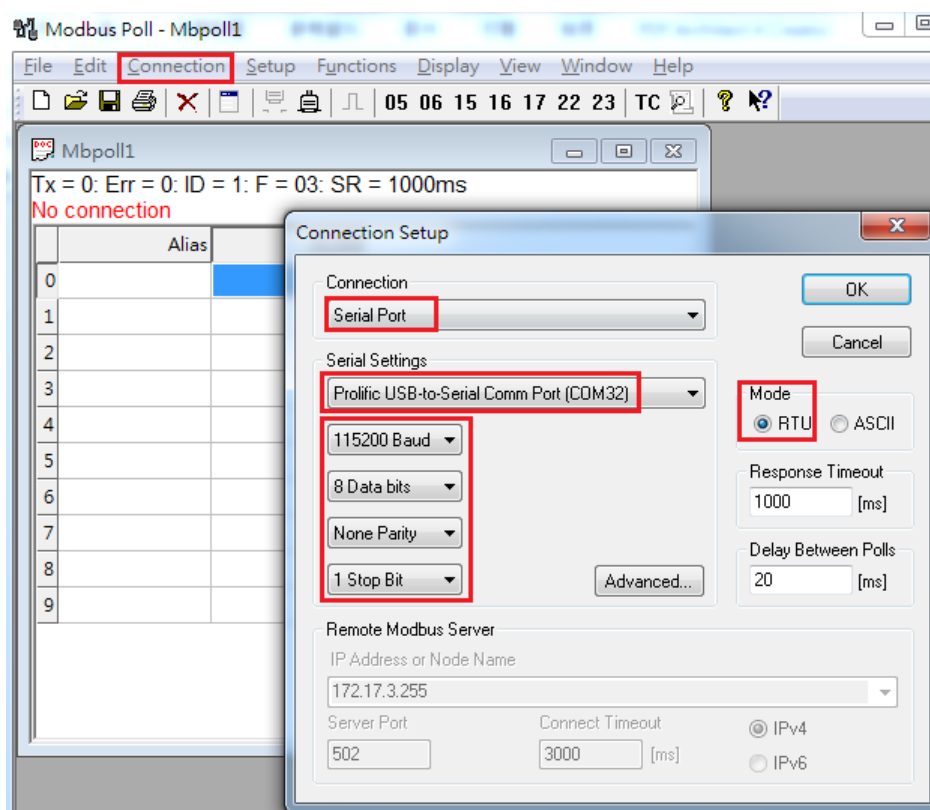 Modbus Poll - Mbpoll1
File Edit Connection Setup Functions Display View Window Help
05 06 15 16 17 22 23 TC
Mbpoll1
Tx = 0: Err = 0: ID = 1: F = 03: SR = 1000ms
No connection
Alias
0
1
2
3
4
5
6
7
8
9
Connection Setup
Connection
Serial Port
OK
Cancel
Serial Settings
Prolific USB-to-Serial Comm Port (COM32)
115200 Baud
8 Data bits
None Parity
1 Stop Bit
Advanced...
Mode
RTU ASCII
Response Timeout
1000 [ms]
Delay Between Polls
20 [ms]
Remote Modbus Server
IP Address or Node Name
172.17.3.255
Server Port Connect Timeout
502 3000 [ms]
IPv4
IPv6